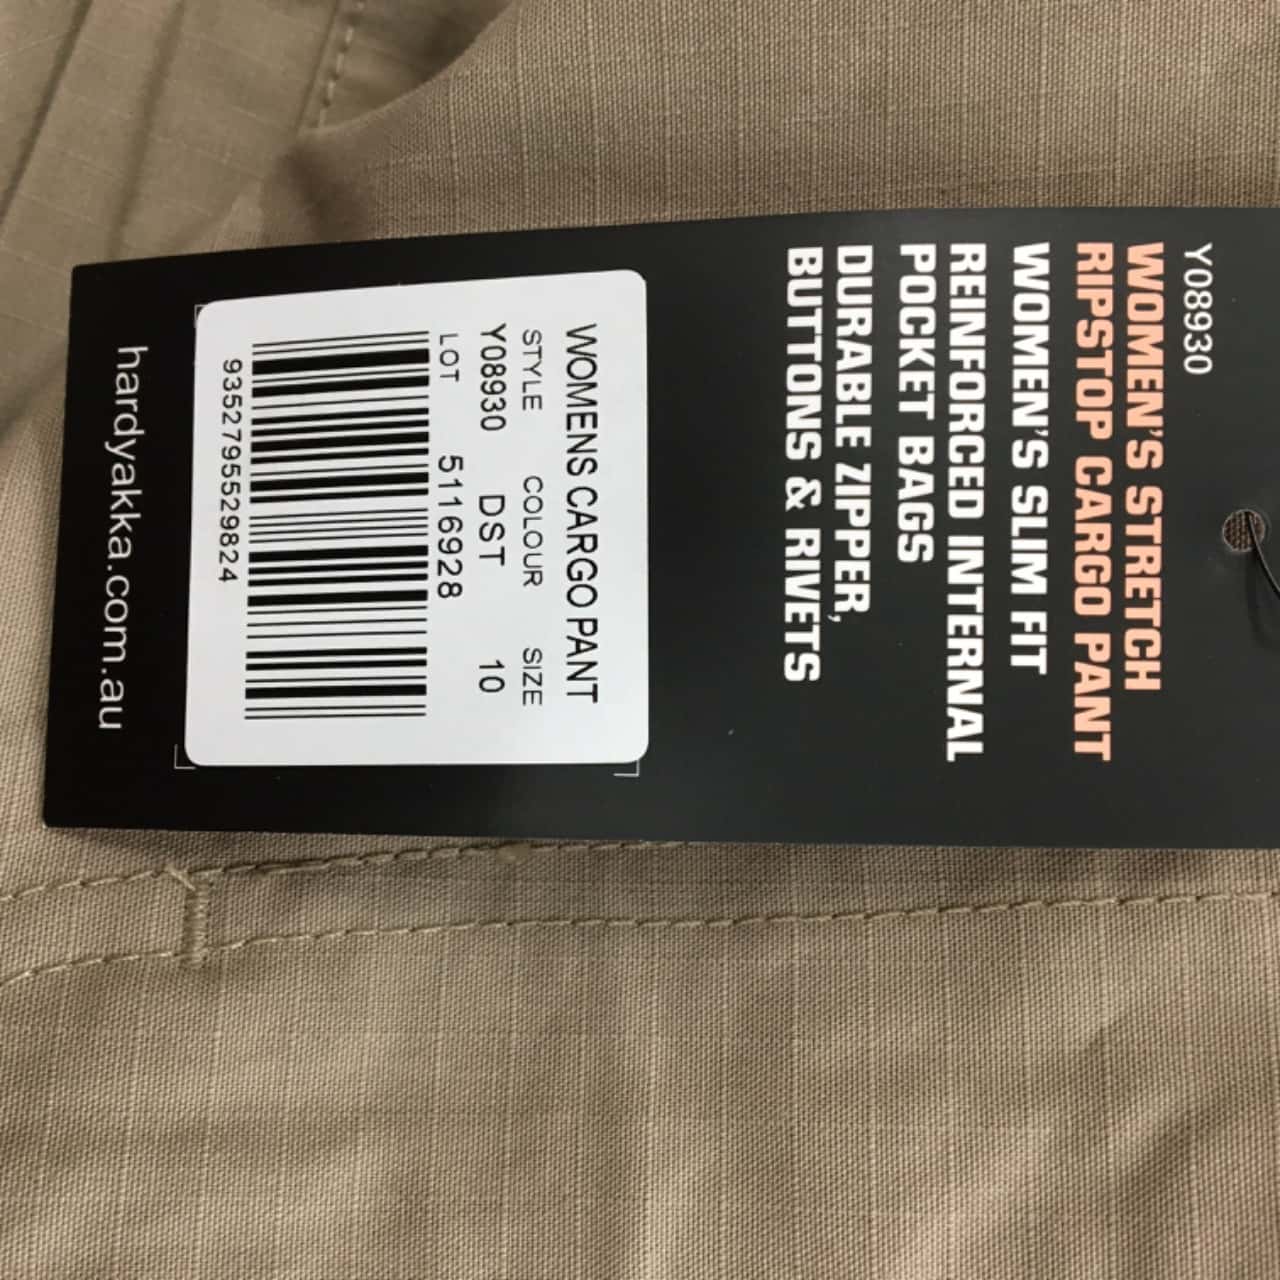 Y08930
WOMEN'S STRETCH
RIPSTOP CARGO PANT
WOMEN'S SLIM FIT
REINFORCED INTERNAL
POCKET BAGS
DURABLE ZIPPER,
BUTTONS & RIVETS
WOMENS CARGO PANT
STYLE COLOUR SIZE
Y08930 DST 10
LOT 5116928
9352795529824
hardyakka.com.au